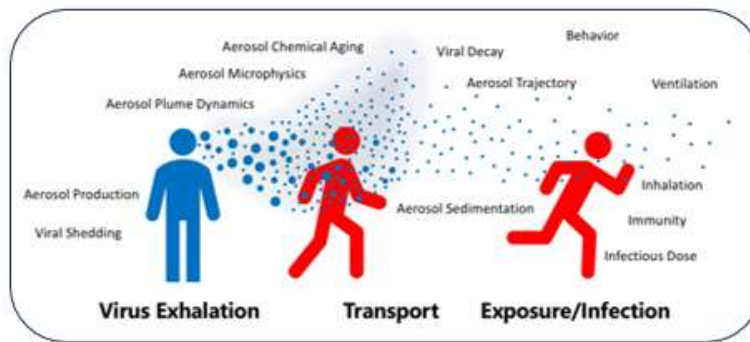 Behavior
Aerosol Chemical Aging
Viral Decay
Aerosol Microphysics
Aerosol Trajectory
Ventilation
Aerosol Plume Dynamics
Aerosol Production
Inhalation
Aerosol Sedimentation
Immunity
Viral Shedding
Infectious Dose
Virus Exhalation
Transport
Exposure/Infection